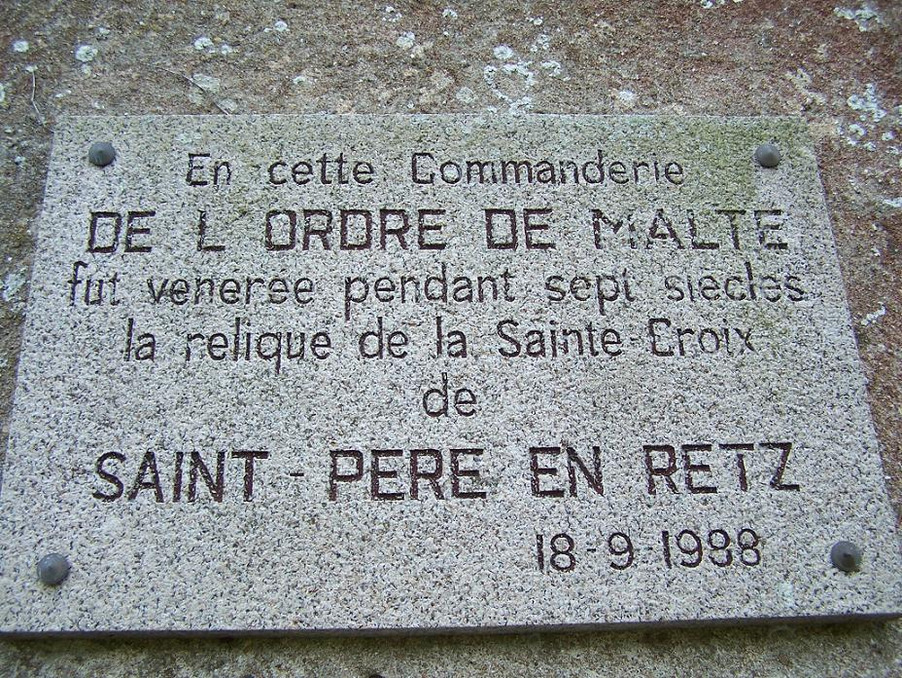 En cette Commanderie
DE L ORDRE DE MALTE
fut veneree pendant sept siecles
la relique de la Sainte Croix
de
SAINT-PERE EN RETZ
18-9-1988